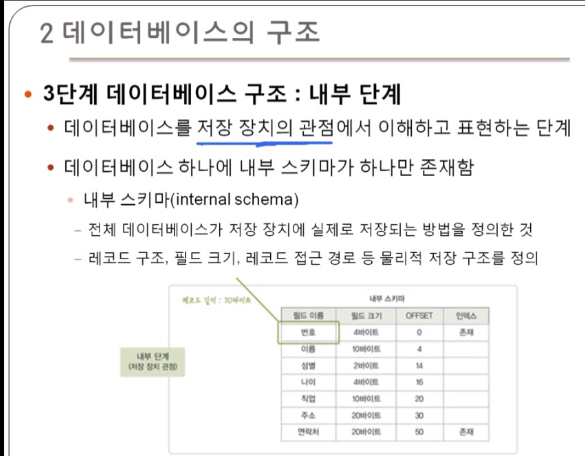 2 데이터베이스의 구조
• 3단계 데이터베이스 구조 : 내부 단계
• 데이터베이스를 저장 장치의 관점에서 이해하고 표현하는 단계
• 데이터베이스 하나에 내부 스키마가 하나만 존재함
• 내부 스키마(internal schema)
– 전체 데이터베이스가 저장 장치에 실제로 저장되는 방법을 정의한 것
– 레코드 구조, 필드 크기, 레코드 접근 경로 등 물리적 저장 구조를 정의
레코드 길이 : 70바이트
내부 스키마
필드 이름 필드 크기 OFFSET 인덱스
번호 4바이트 0 존재
이름 10바이트 4
성별 2바이트 14
나이 4바이트 16
직업 10바이트 20
주소 20바이트 30
연락처 20바이트 50 존재
내부 단계
(저장 장치 관점)